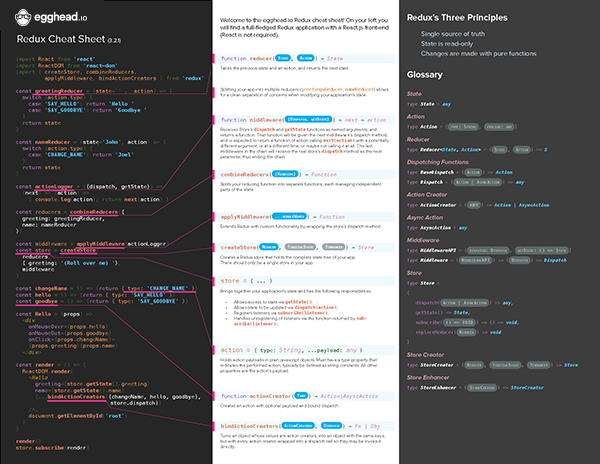 egghead.io
Redux Cheat Sheet (3.2.1)
import React from 'react'
import ReactDOM from 'react-dom'
import { createStore, combineReducers,
applyMiddleware, bindActionCreators } from 'redux'
const greetingReducer = (state='', action) => {
switch (action.type) {
case 'SAY_HELLO': return 'Hello '
case 'SAY_GOODBYE': return 'Goodbye '
}
return state
}
const nameReducer = (state='John', action) => {
switch (action.type) {
case 'CHANGE_NAME': return 'Joel'
}
return state
}
const actionLogger = ({dispatch, getState}) =>
(next) => (action) =>
{ console.log(action); return next(action) }
const reducers = combineReducers({
greeting: greetingReducer,
name: nameReducer
})
const middleware = applyMiddleware(actionLogger)
const store = createStore(
reducers,
{ greeting: '(Roll over me) '},
middleware
)
const changeName = () => {return { type: 'CHANGE_NAME' }}
const hello = () => {return { type: 'SAY_HELLO' }}
const goodbye = () => {return { type: 'SAY_GOODBYE' }}
const Hello = (props) =>
<div
onMouseOver={props.hello}
onMouseOut={props.goodbye}
onClick={props.changeName}>
{props.greeting}{props.name}
</div>
const render = () => {
ReactDOM.render(
<Hello
greeting={store.getState().greeting}
name={store.getState().name}
{...bindActionCreators({changeName, hello, goodbye},
store.dispatch)}
/>,
document.getElementById('root')
)
}
render()
store.subscribe(render)
Welcome to the egghead.io Redux cheat sheet! On your left you
will find a full-fledged Redux application with a React.js front-end
(React is not required).
function reducer(State, Action) => State
Takes the previous state and an action, and returns the next state.
Splitting your app into multiple reducers (greetingsReducer, nameReducer) allows
for a clean separation of concerns when modifying your application's state.
function middleware({dispatch, getState}) => next => action
Receives Store's dispatch and getState functions as named arguments, and
returns a function. That function will be given the next middleware's dispatch method,
and is expected to return a function of action calling next(action) with a potentially
different argument, or at a different time, or maybe not calling it at all. The last
middleware in the chain will receive the real store's dispatch method as the next
parameter, thus ending the chain.
combineReducers({Reducers}) => Function
Splits your reducing function into separate functions, each managing independent
parts of the state.
applyMiddleware(...middlewares) => Function
Extends Redux with custom functionality by wrapping the store's dispatch method.
createStore(Reducer, InitialState, Enhancer) => Store
Creates a Redux store that holds the complete state tree of your app.
There should only be a single store in your app.
store = { ... }
Brings together your application's state and has the following responsibilities:
• Allows access to state via getState();
• Allows state to be updated via dispatch(action);
• Registers listeners via subscribe(listener);
• Handles unregistering of listeners via the function returned by sub-
scribe(listener).
action = { type: String, ...payload: any }
Holds action payloads in plain javascript objects. Must have a type property that
indicates the performed action, typically be defined as string constants. All other
properties are the action's payload.
function actionCreator(Any) => Action|AsyncAction
Creates an action with optional payload and bound dispatch.
bindActionCreators(ActionCreators, Dispatch) => Fn | Obj
Turns an object whose values are action creators, into an object with the same keys,
but with every action creator wrapped into a dispatch call so they may be invoked
directly.
Redux's Three Principles
Single source of truth
State is read-only
Changes are made with pure functions
Glossary
State
type State = any
Action
type Action = { type: String, payload: any }
Reducer
Reducer<State, Action> = (State, Action) => S
Dispatching Functions
type BaseDispatch = (Action) => Action
type Dispatch = (Action | AsyncAction) => any
Action Creator
type ActionCreator = (any) => Action | AsyncAction
Async Action
type AsyncAction = any
Middleware
type MiddlewareAPI = { dispatch: Dispatch, getState: () => State }
type Middleware = (MiddlewareAPI) => (Dispatch) => Dispatch
Store
type Store =
{
dispatch(Action | AsyncAction) => any,
getState() => State,
subscribe(() => VOID) => () => void,
replaceReducer(Reducer) => void
}
Store Creator
type StoreCreator = (Reducer, InitialState, Enhancer) => Store
Store Enhancer
type StoreEnhancer = (StoreCreator) => StoreCreator